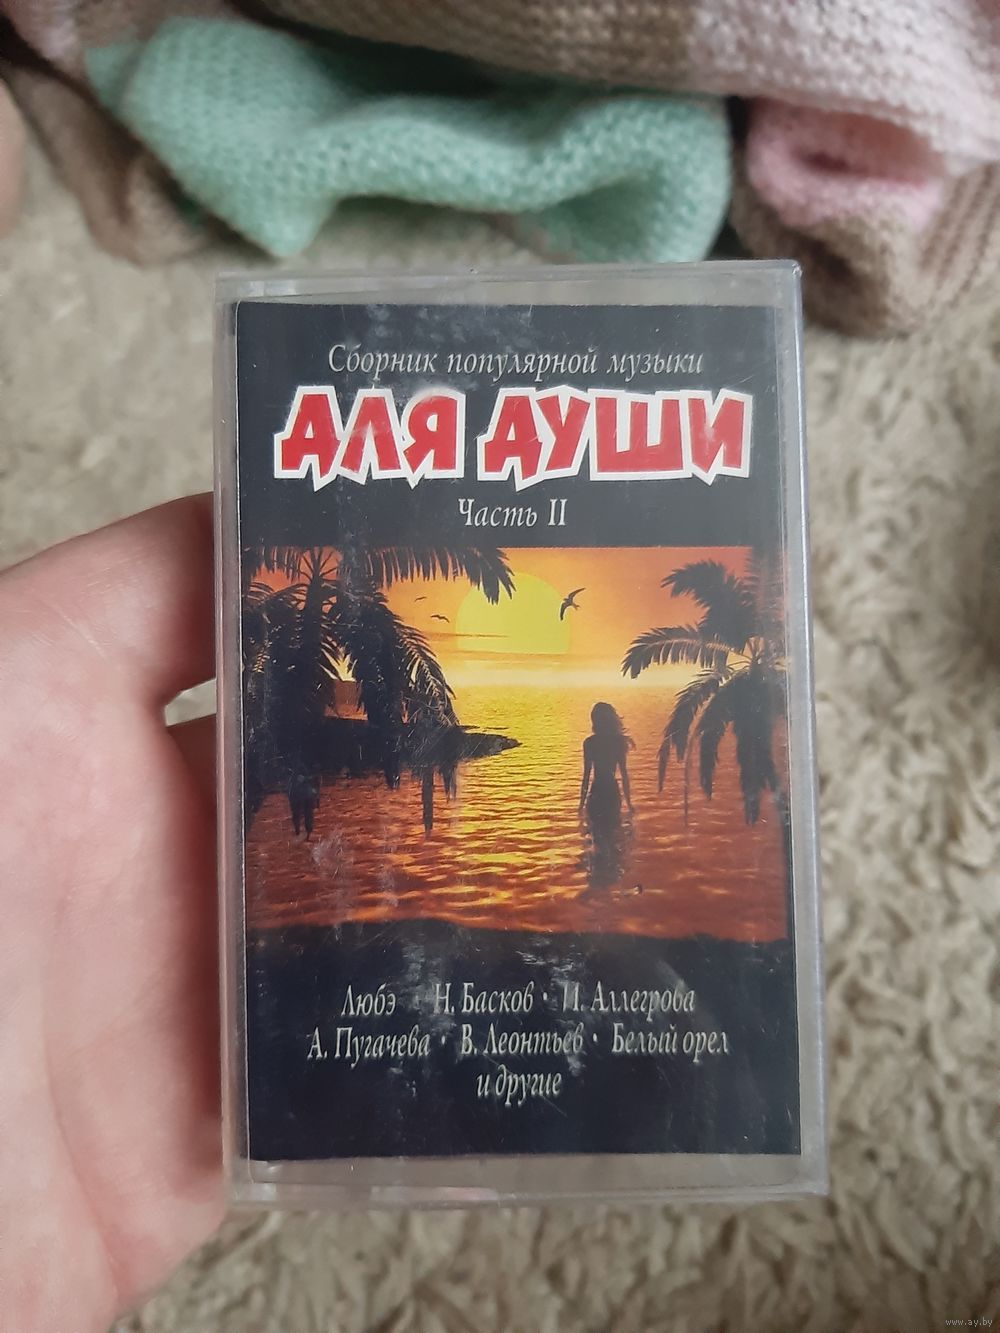 Сборник популярной музыки
ДЛЯ ДУШИ
Часть II
Любэ · Н. Басков · И. Аллегрова
А. Пугачева · В. Леонтьев · Белый орел
и другие
www.ay.by